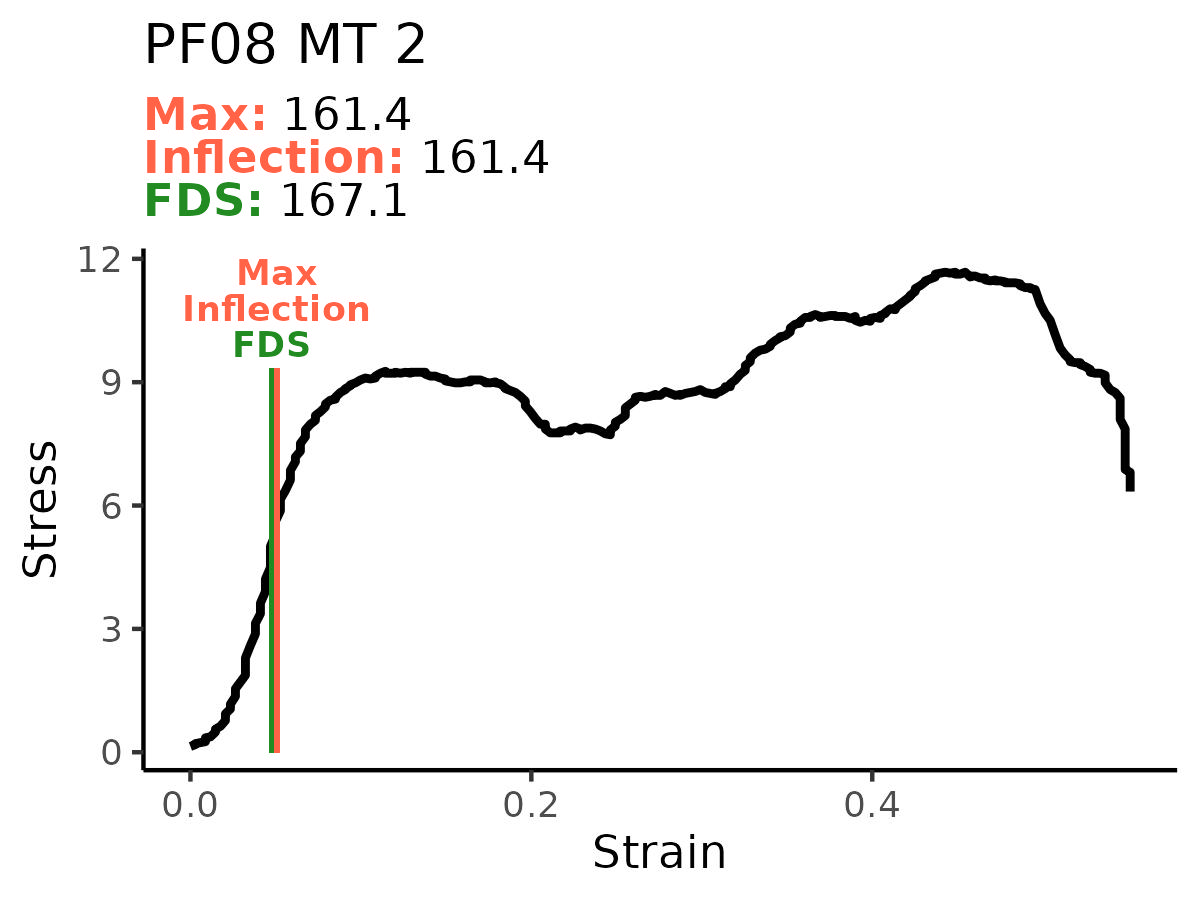 PF08 MT 2
Max: 161.4
Inflection: 161.4
FDS: 167.1
12
Max
Inflection
FDS
9
6
3
0
Stress
0.0
0.2
0.4
Strain